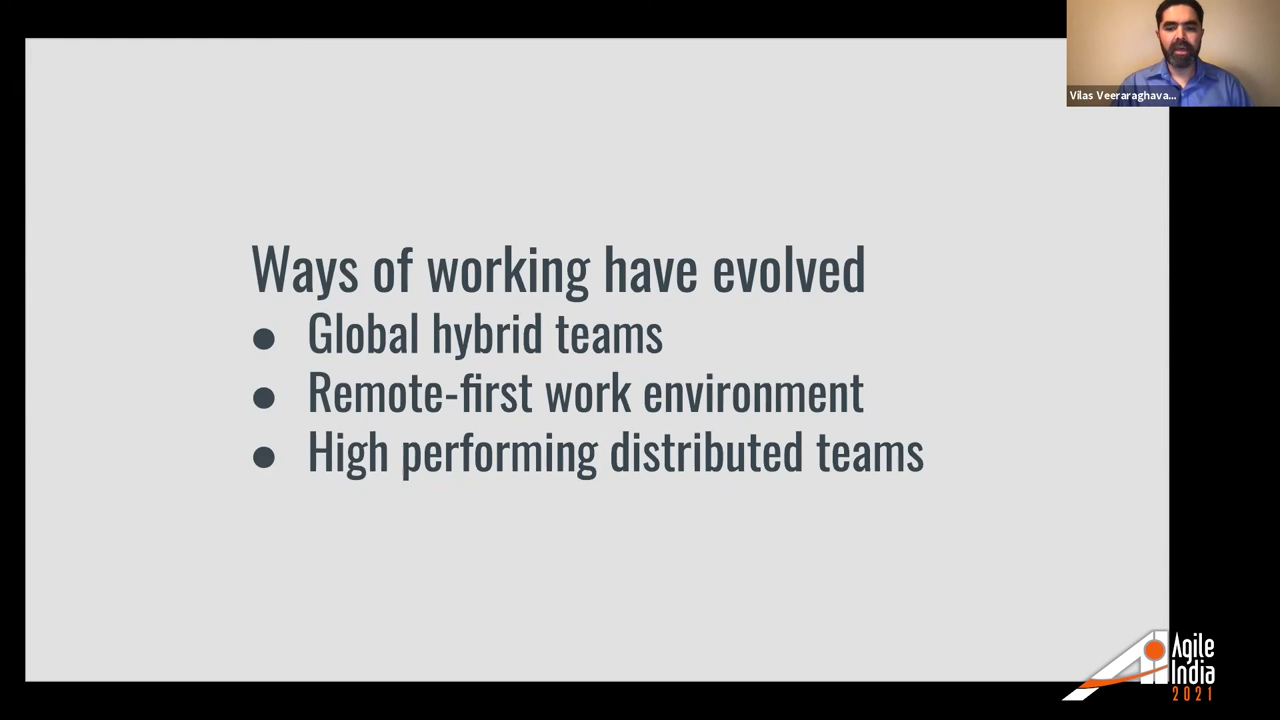 Vilas Veeraraghava...
Ways of working have evolved
● Global hybrid teams
● Remote-first work environment
● High performing distributed teams
Agile
India
2021